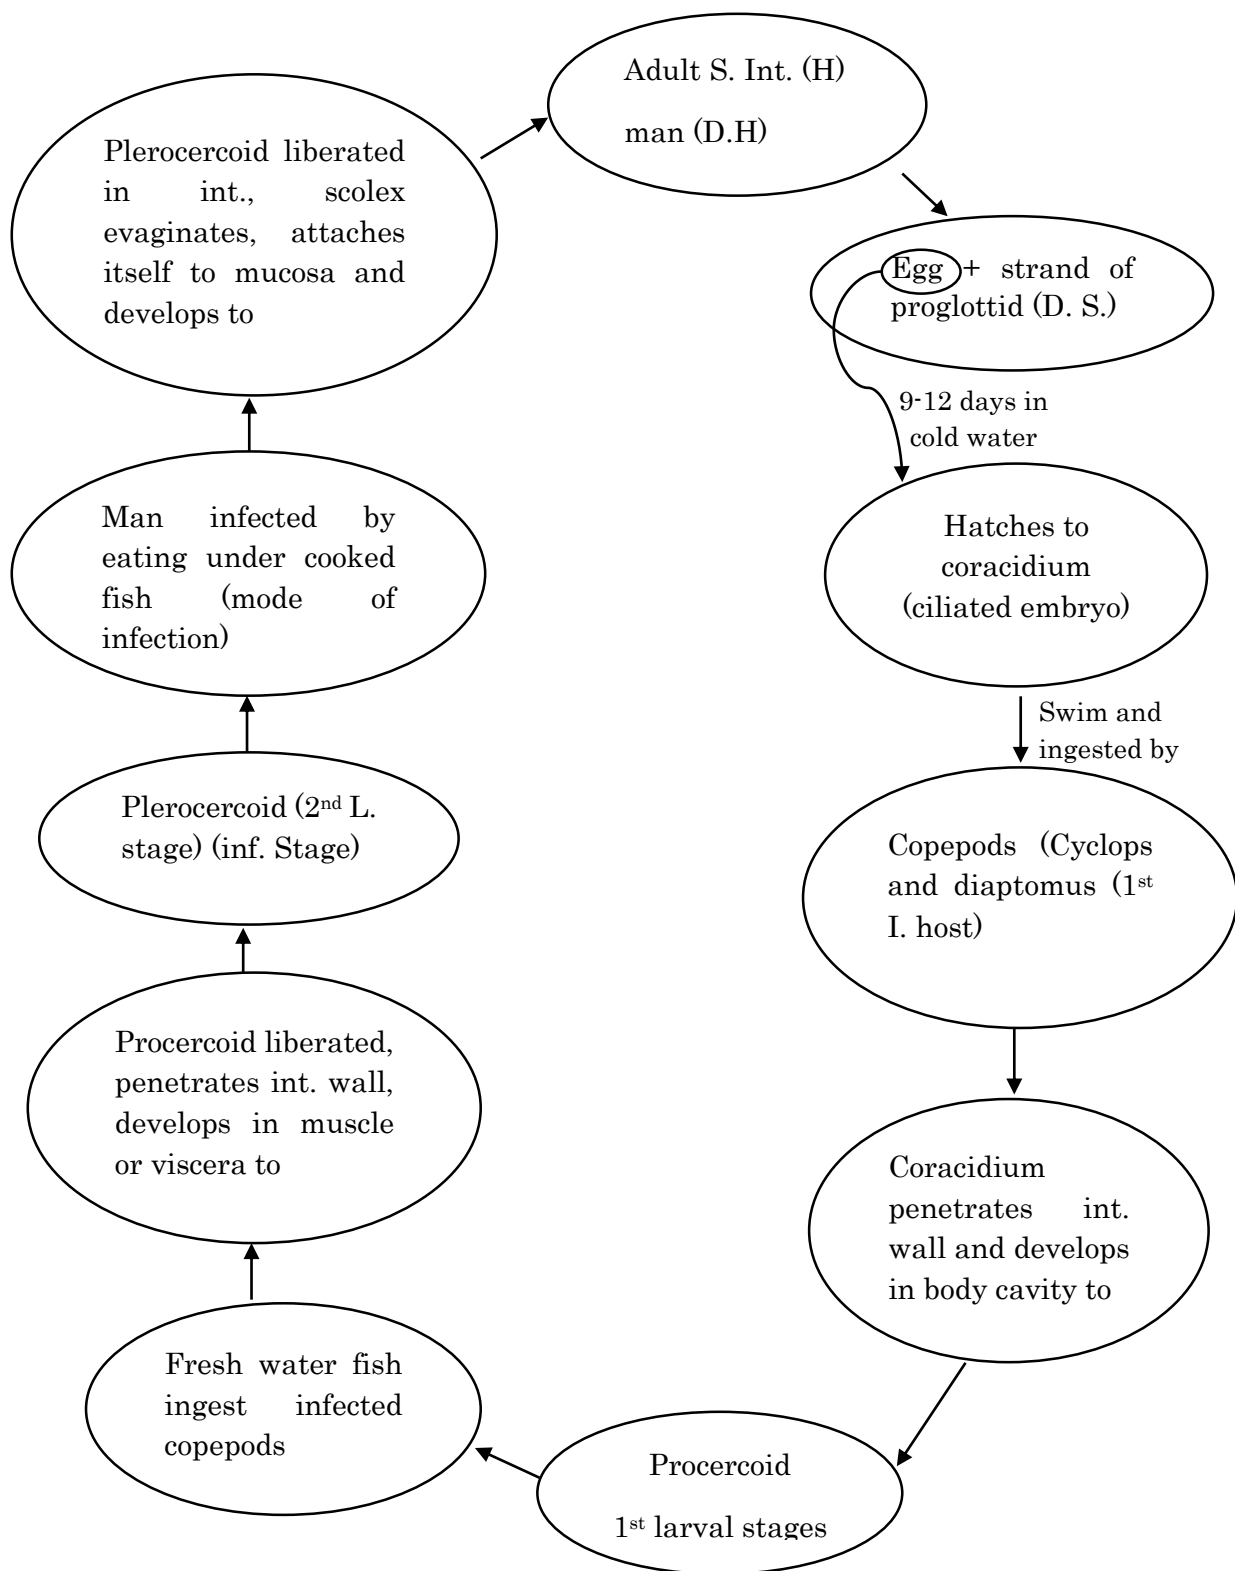 Adult S. Int. (H)
man (D.H)
Egg + strand of
proglottid (D. S.)
9-12 days in
cold water
Hatches to
coracidium
(ciliated embryo)
Swim and
ingested by
Copepods (Cyclops
and diaptomus (1st
I. host)
Coracidium
penetrates int.
wall and develops
in body cavity to
Procercoid
1st larval stages
Fresh water fish
ingest infected
copepods
Procercoid liberated,
penetrates int. wall,
develops in muscle
or viscera to
Plerocercoid (2nd L.
stage) (inf. Stage)
Man infected by
eating under cooked
fish (mode of
infection)
Plerocercoid liberated
in int., scolex
evaginates, attaches
itself to mucosa and
develops to